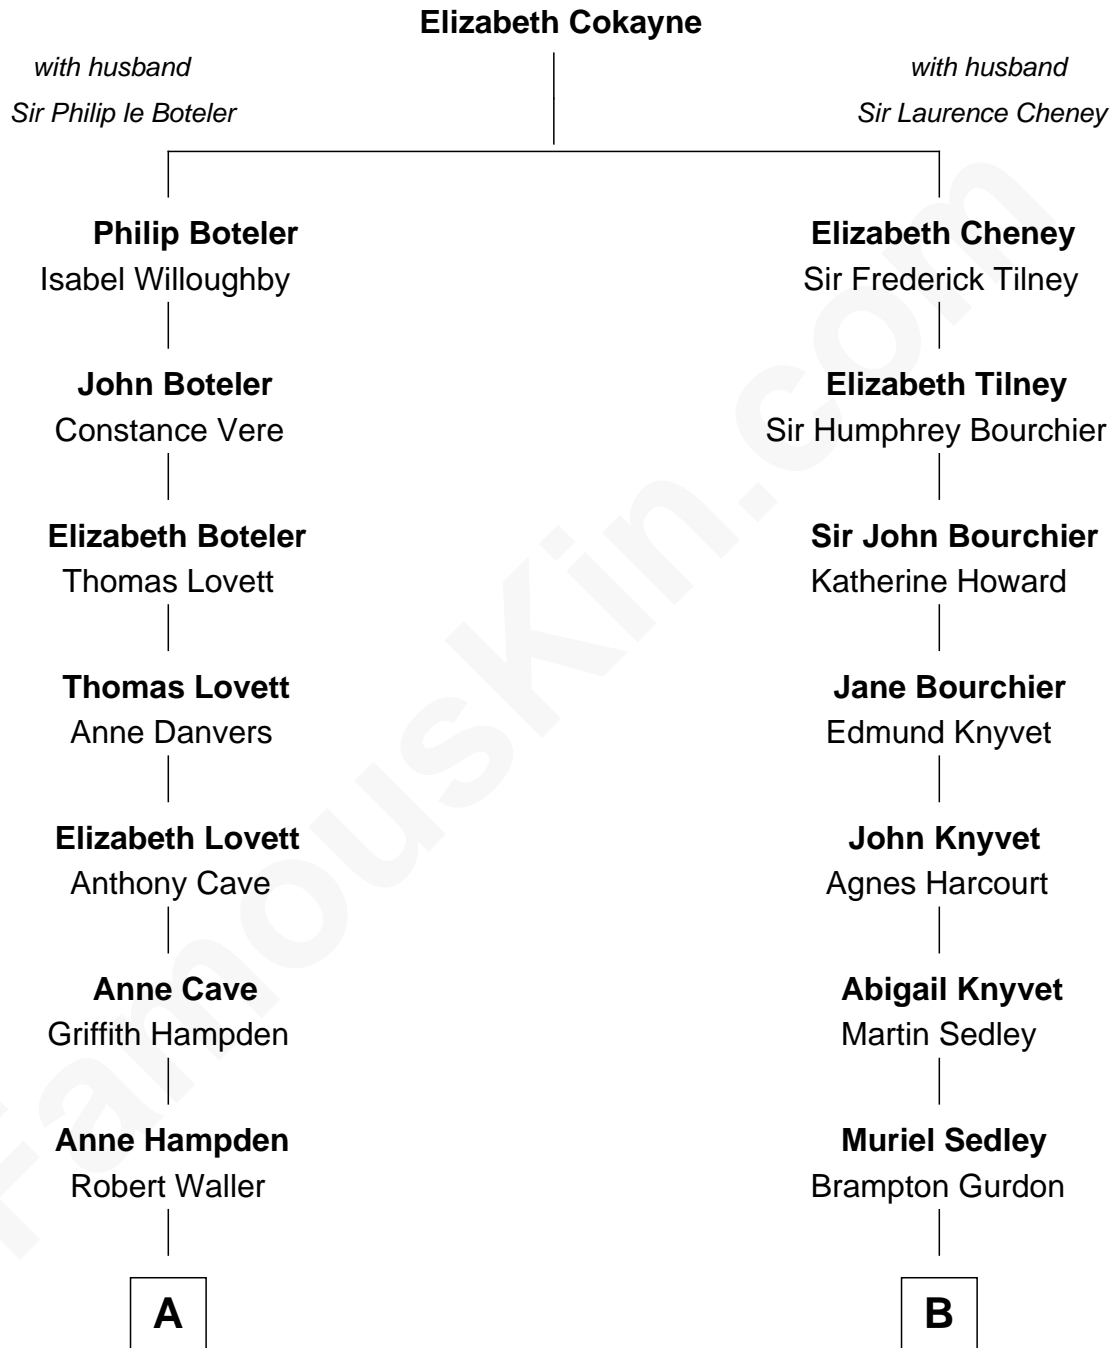 Elizabeth Cokayne
with husband
Sir Philip le Boteler
with husband
Sir Laurence Cheney
Philip Boteler
Isabel Willoughby
John Boteler
Constance Vere
Elizabeth Boteler
Thomas Lovett
Thomas Lovett
Anne Danvers
Elizabeth Lovett
Anthony Cave
Anne Cave
Griffith Hampden
Anne Hampden
Robert Waller
A
Elizabeth Cheney
Sir Frederick Tilney
Elizabeth Tilney
Sir Humphrey Bourchier
Sir John Bourchier
Katherine Howard
Jane Bourchier
Edmund Knyvet
John Knyvet
Agnes Harcourt
Abigail Knyvet
Martin Sedley
Muriel Sedley
Brampton Gurdon
B
FamousKin.com